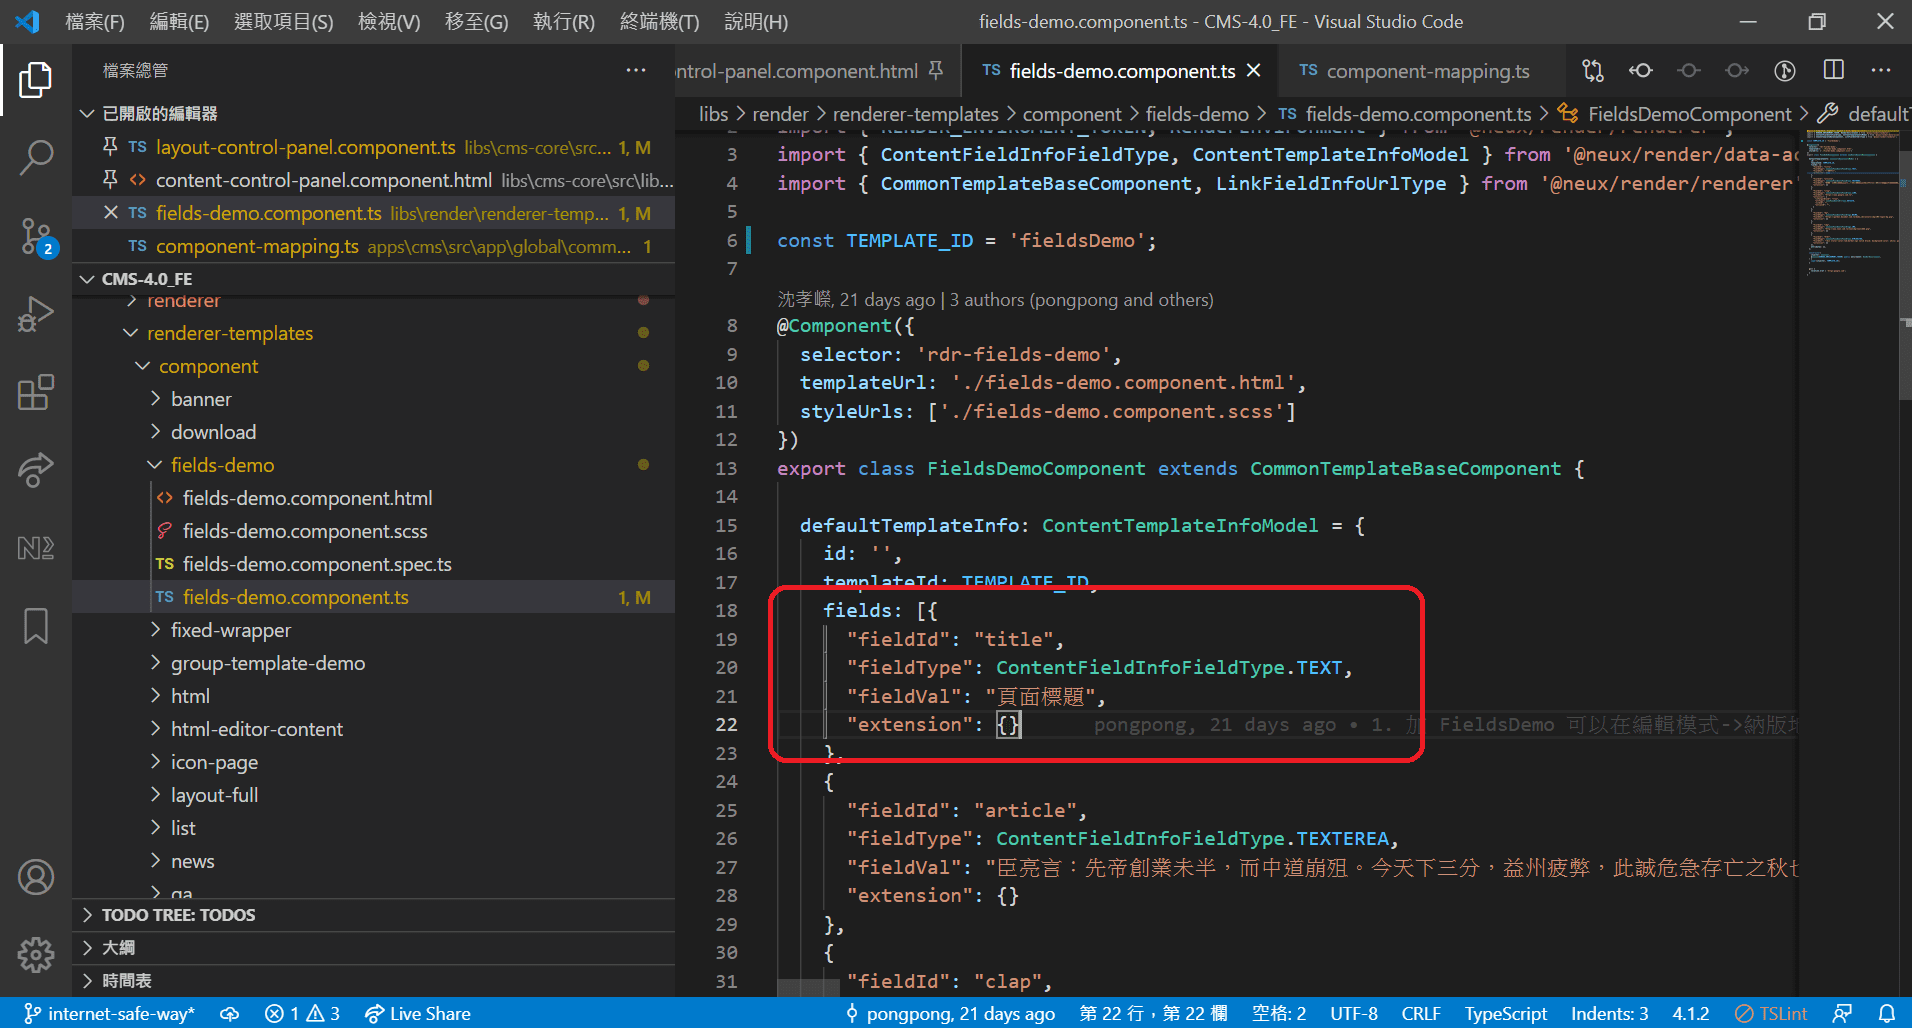 檔案(F) 編輯(E) 選取項目(S) 檢視(V) 移至(G) 執行(R) 終端機(T) 說明(H) fields-demo.component.ts - CMS-4.0_FE - Visual Studio Code
檔案總管
ntrol-panel.component.html TS fields-demo.component.ts TS component-mapping.ts
libs > render > renderer-templates > component > fields-demo > TS fields-demo.component.ts > FieldsDemoComponent > default
已開啟的編輯器
TS layout-control-panel.component.ts libs\cms-core\src... 1, M
<> content-control-panel.component.html libs\cms-core\src\lib...
TS fields-demo.component.ts libs\render\renderer-temp... 1, M
TS component-mapping.ts apps\cms\src\app\global\comm... 1
CMS-4.0_FE
renderer
renderer-templates
component
banner
download
fields-demo
<> fields-demo.component.html
fields-demo.component.scss
TS fields-demo.component.spec.ts
TS fields-demo.component.ts 1, M
fixed-wrapper
group-template-demo
html
html-editor-content
icon-page
layout-full
list
news
qa
TODO TREE: TODOS
大綱
時間表
2 import { RENDER_ENVIROMENT_TOKEN, RenderEnvironment } from '@neux/render/renderer';
3 import { ContentFieldInfoFieldType, ContentTemplateInfoModel } from '@neux/render/data-ac
4 import { CommonTemplateBaseComponent, LinkFieldInfoUrlType } from '@neux/render/renderer'
5
6 const TEMPLATE_ID = 'fieldsDemo';
7
沈孝嶸, 21 days ago | 3 authors (pongpong and others)
8 @Component({
9 selector: 'rdr-fields-demo',
10 templateUrl: './fields-demo.component.html',
11 styleUrls: ['./fields-demo.component.scss']
12 })
13 export class FieldsDemoComponent extends CommonTemplateBaseComponent {
14
15 defaultTemplateInfo: ContentTemplateInfoModel = {
16 id: '',
17 templateId: TEMPLATE_ID,
18 fields: [{
19 "fieldId": "title",
20 "fieldType": ContentFieldInfoFieldType.TEXT,
21 "fieldVal": "頁面標題",
22 "extension": {} pongpong, 21 days ago • 1. 加 FieldsDemo 可以在編輯模式->納版
23 },
24 {
25 "fieldId": "article",
26 "fieldType": ContentFieldInfoFieldType.TEXTEREA,
27 "fieldVal": "臣亮言：先帝創業未半，而中道崩殂。今天下三分，益州疲弊，此誠危急存亡之秋也
28 "extension": {}
29 },
30 {
31 "fieldId": "clap",
2
internet-safe-way* 1 3 Live Share pongpong, 21 days ago 第 22 行，第 22 欄 空格: 2 UTF-8 CRLF TypeScript Indents: 3 4.1.2 TSLint